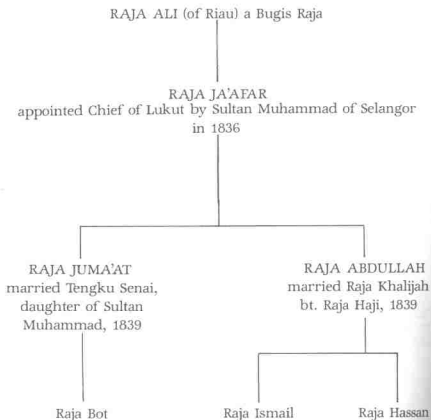 RAJA ALI (of Riau) a Bugis Raja
RAJA JA'AFAR
appointed Chief of Lukut by Sultan Muhammad of Selangor
in 1836
RAJA JUMA'AT
married Tengku Senai,
daughter of Sultan
Muhammad, 1839
RAJA ABDULLAH
married Raja Khalijah
bt. Raja Haji, 1839
Raja Bot
Raja Ismail
Raja Hassan